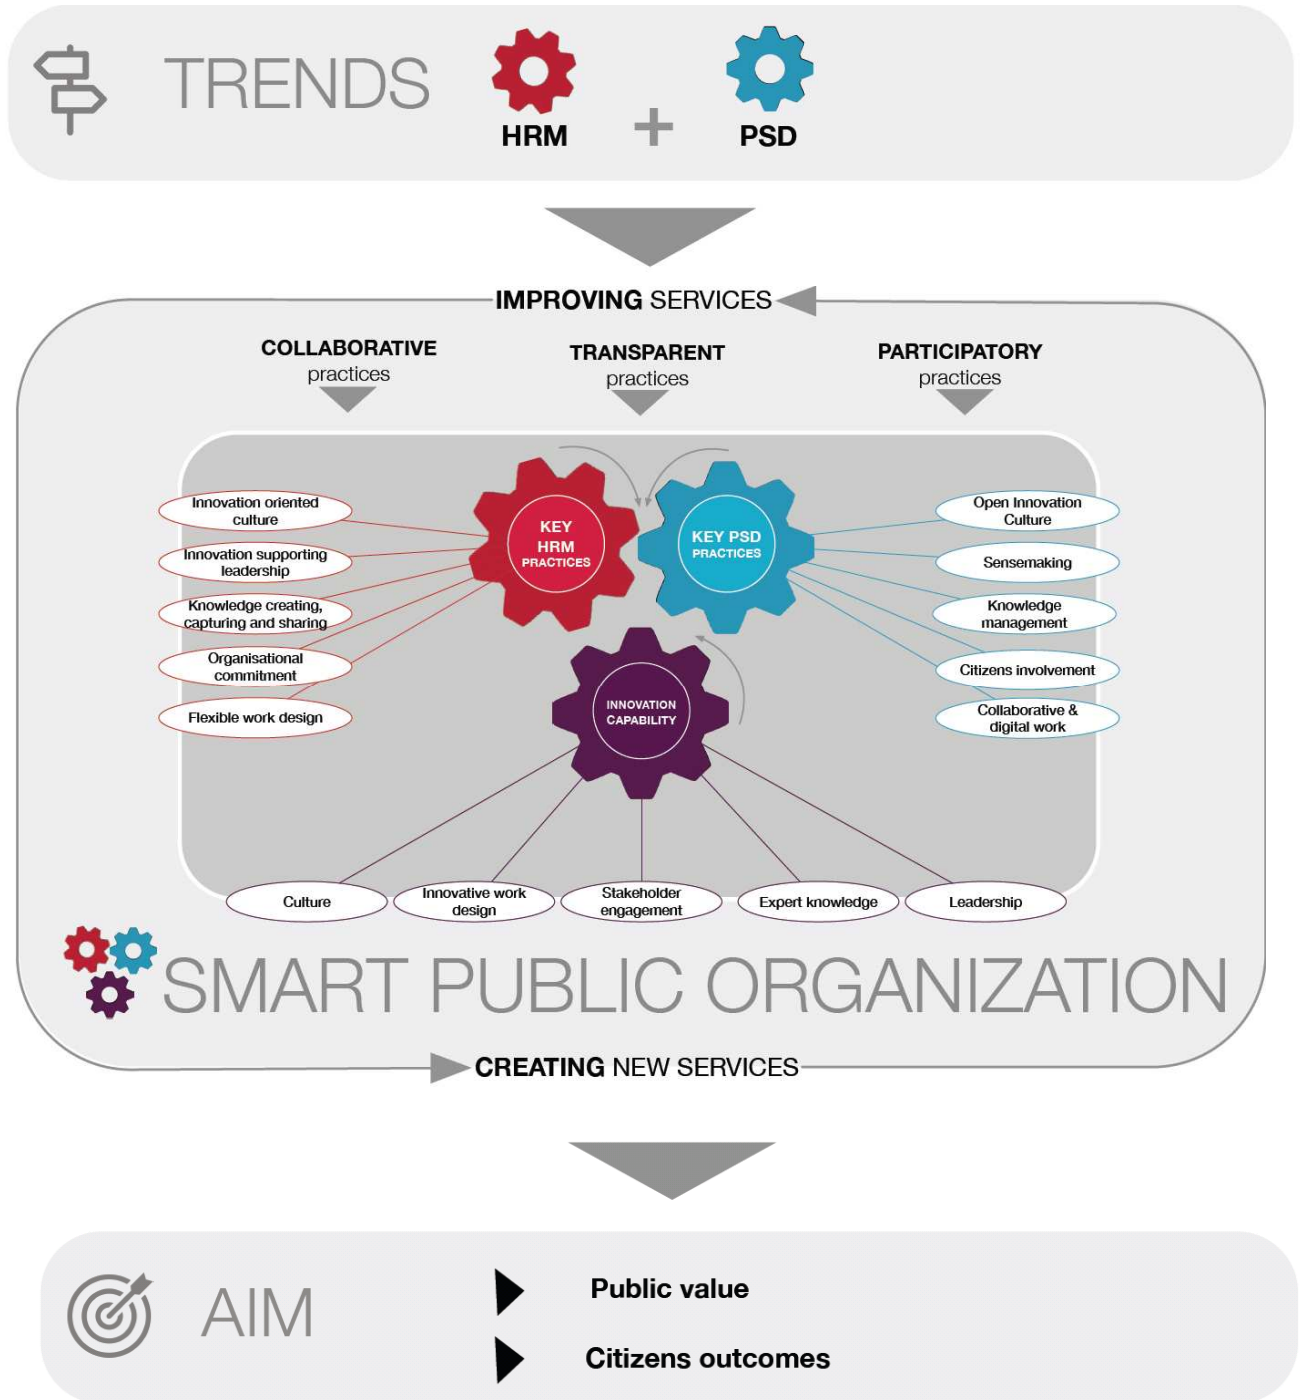 TRENDS
HRM
+
PSD
IMPROVING SERVICES
COLLABORATIVE
practices
TRANSPARENT
practices
PARTICIPATORY
practices
KEY
HRM
PRACTICES
KEY PSD
PRACTICES
INNOVATION
CAPABILITY
Innovation oriented
culture
Innovation supporting
leadership
Knowledge creating,
capturing and sharing
Organisational
commitment
Flexible work design
Open Innovation
Culture
Sensemaking
Knowledge
management
Citizens involvement
Collaborative &
digital work
Culture
Innovative work
design
Stakeholder
engagement
Expert knowledge
Leadership
SMART PUBLIC ORGANIZATION
CREATING NEW SERVICES
AIM
Public value
Citizens outcomes